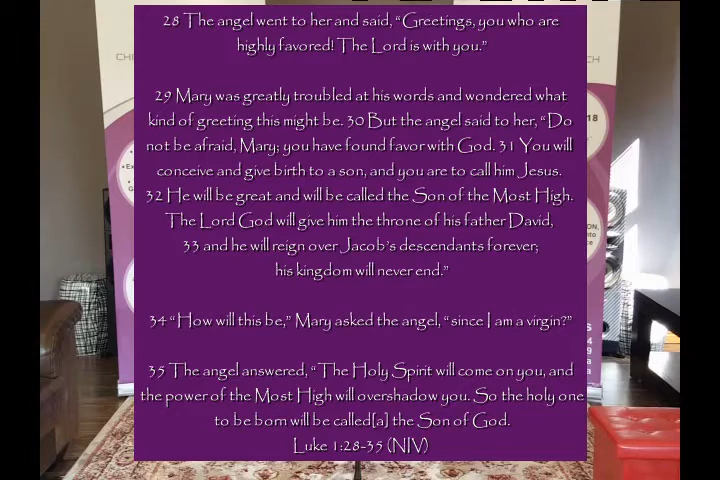 28 The angel went to her and said, “Greetings, you who are
highly favored! The Lord is with you.”
29 Mary was greatly troubled at his words and wondered what
kind of greeting this might be. 30 But the angel said to her, “Do
not be afraid, Mary; you have found favor with God. 31 You will
conceive and give birth to a son, and you are to call him Jesus.
32 He will be great and will be called the Son of the Most High.
The Lord God will give him the throne of his father David,
33 and he will reign over Jacob’s descendants forever;
his kingdom will never end.”
34 “How will this be,” Mary asked the angel, “since I am a virgin?”
35 The angel answered, “The Holy Spirit will come on you, and
the power of the Most High will overshadow you. So the holy one
to be born will be called[a] the Son of God.
Luke 1:28-35 (NIV)